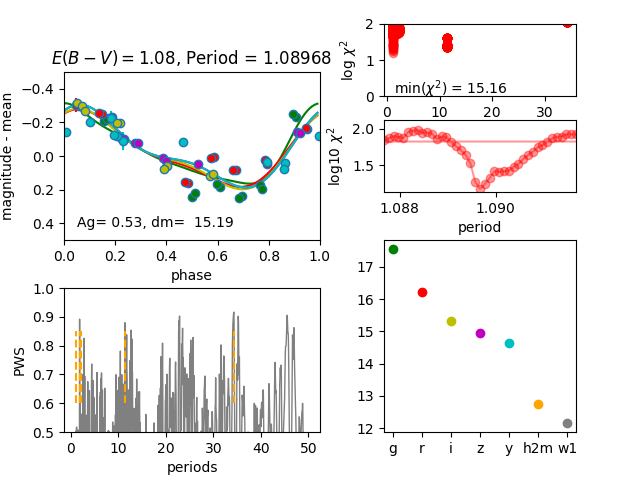 E(B − V) = 1.08, Period = 1.08968
magnitude - mean
−0.4
−0.2
0.0
0.2
0.4
Ag= 0.53, dm= 15.19
0.0 0.2 0.4 0.6 0.8 1.0
phase
log χ²
2
1
0
min(χ²) = 15.16
0 10 20 30
log10 χ²
2.0
1.5
1.088 1.090
period
PWS
1.0
0.9
0.8
0.7
0.6
0.5
0 10 20 30 40 50
periods
17
16
15
14
13
12
g r i z y h2m w1